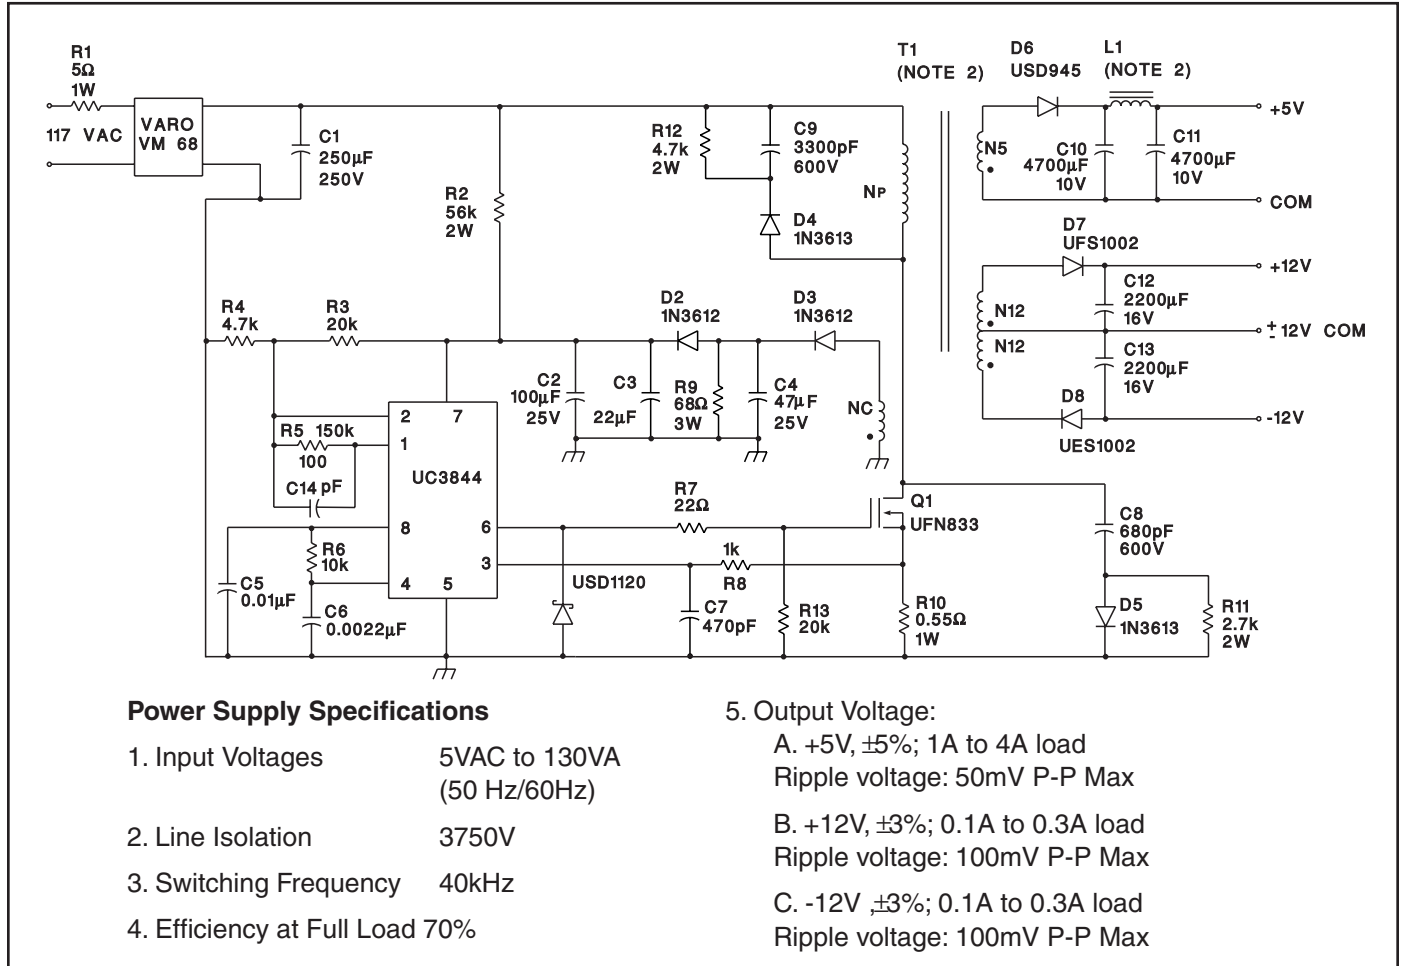 R1
5Ω
1W
117 VAC
VARO
VM 68
C1
250µF
250V
R2
56k
2W
R12
4.7k
2W
C9
3300pF
600V
D4
1N3613
NP
T1
(NOTE 2)
D6
USD945
L1
(NOTE 2)
N5
C10
4700µF
10V
C11
4700µF
10V
+5V
COM
D7
UFS1002
+12V
N12
N12
C12
2200µF
16V
± 12V COM
C13
2200µF
16V
D8
UES1002
-12V
R4
4.7k
R3
20k
D2
1N3612
D3
1N3612
C2
100µF
25V
C3
22µF
R9
68Ω
3W
C4
47µF
25V
NC
R5 150k
100
C14 pF
2
7
1
UC3844
8
6
3
4
5
R6
10k
C5
0.01µF
C6
0.0022µF
USD1120
R7
22Ω
1k
R8
C7
470pF
R13
20k
Q1
UFN833
R10
0.55Ω
1W
C8
680pF
600V
D5
1N3613
R11
2.7k
2W
Power Supply Specifications
1. Input Voltages 5VAC to 130VA
(50 Hz/60Hz)
2. Line Isolation 3750V
3. Switching Frequency 40kHz
4. Efficiency at Full Load 70%
5. Output Voltage:
A. +5V, ±5%; 1A to 4A load
Ripple voltage: 50mV P-P Max
B. +12V, ±3%; 0.1A to 0.3A load
Ripple voltage: 100mV P-P Max
C. -12V ,±3%; 0.1A to 0.3A load
Ripple voltage: 100mV P-P Max